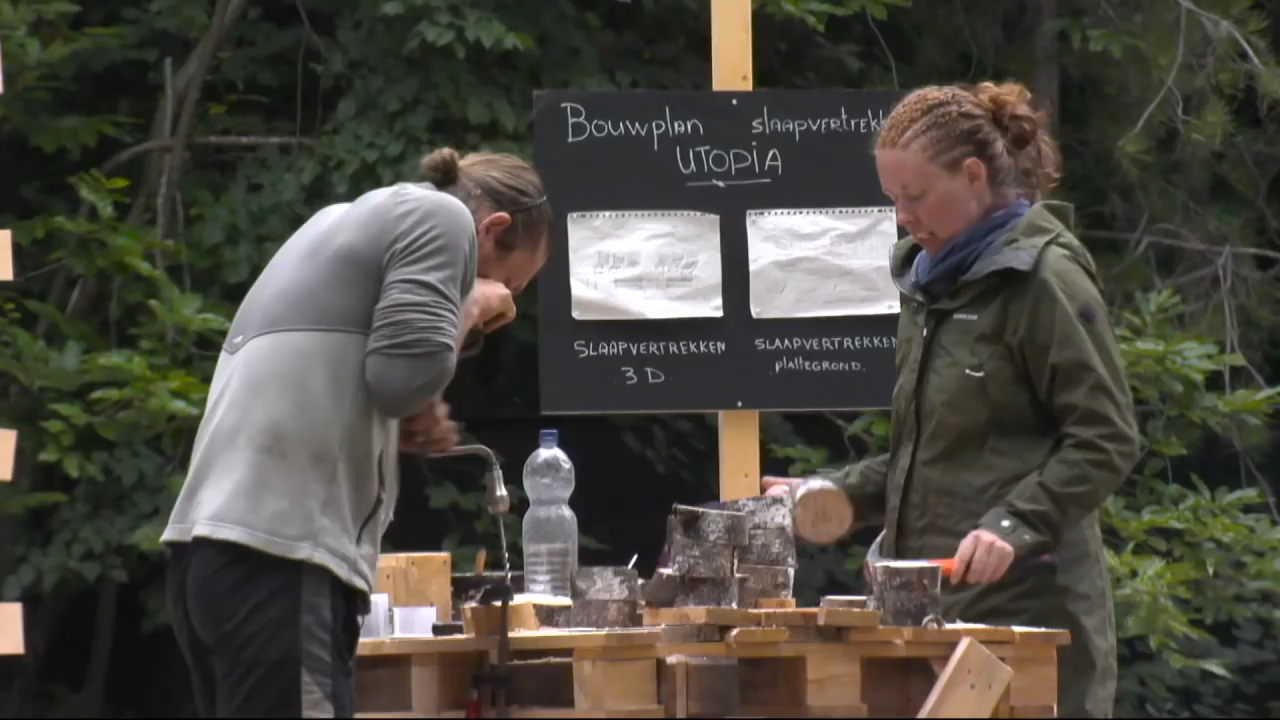 Bouwplan slaapvertrekk
UTOPIA
SLAAPVERTREKKEN
3D.
SLAAPVERTREKKEN
plattegrond.